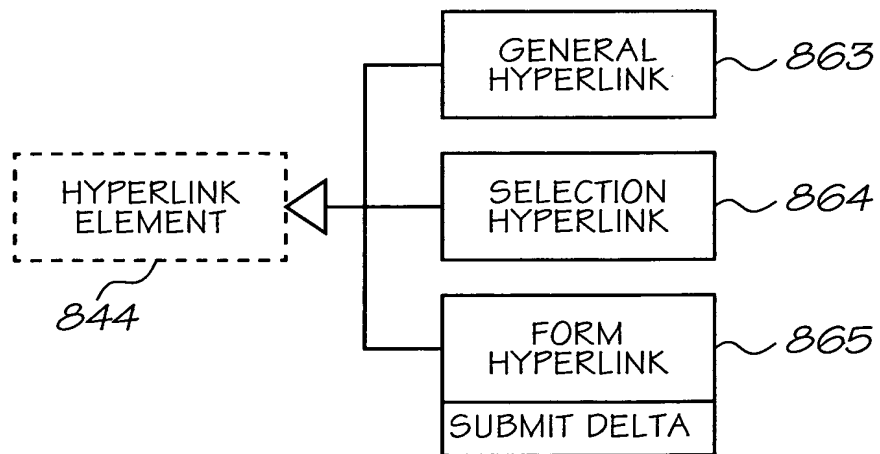 GENERAL
HYPERLINK
863
HYPERLINK
ELEMENT
844
SELECTION
HYPERLINK
864
FORM
HYPERLINK
865
SUBMIT DELTA